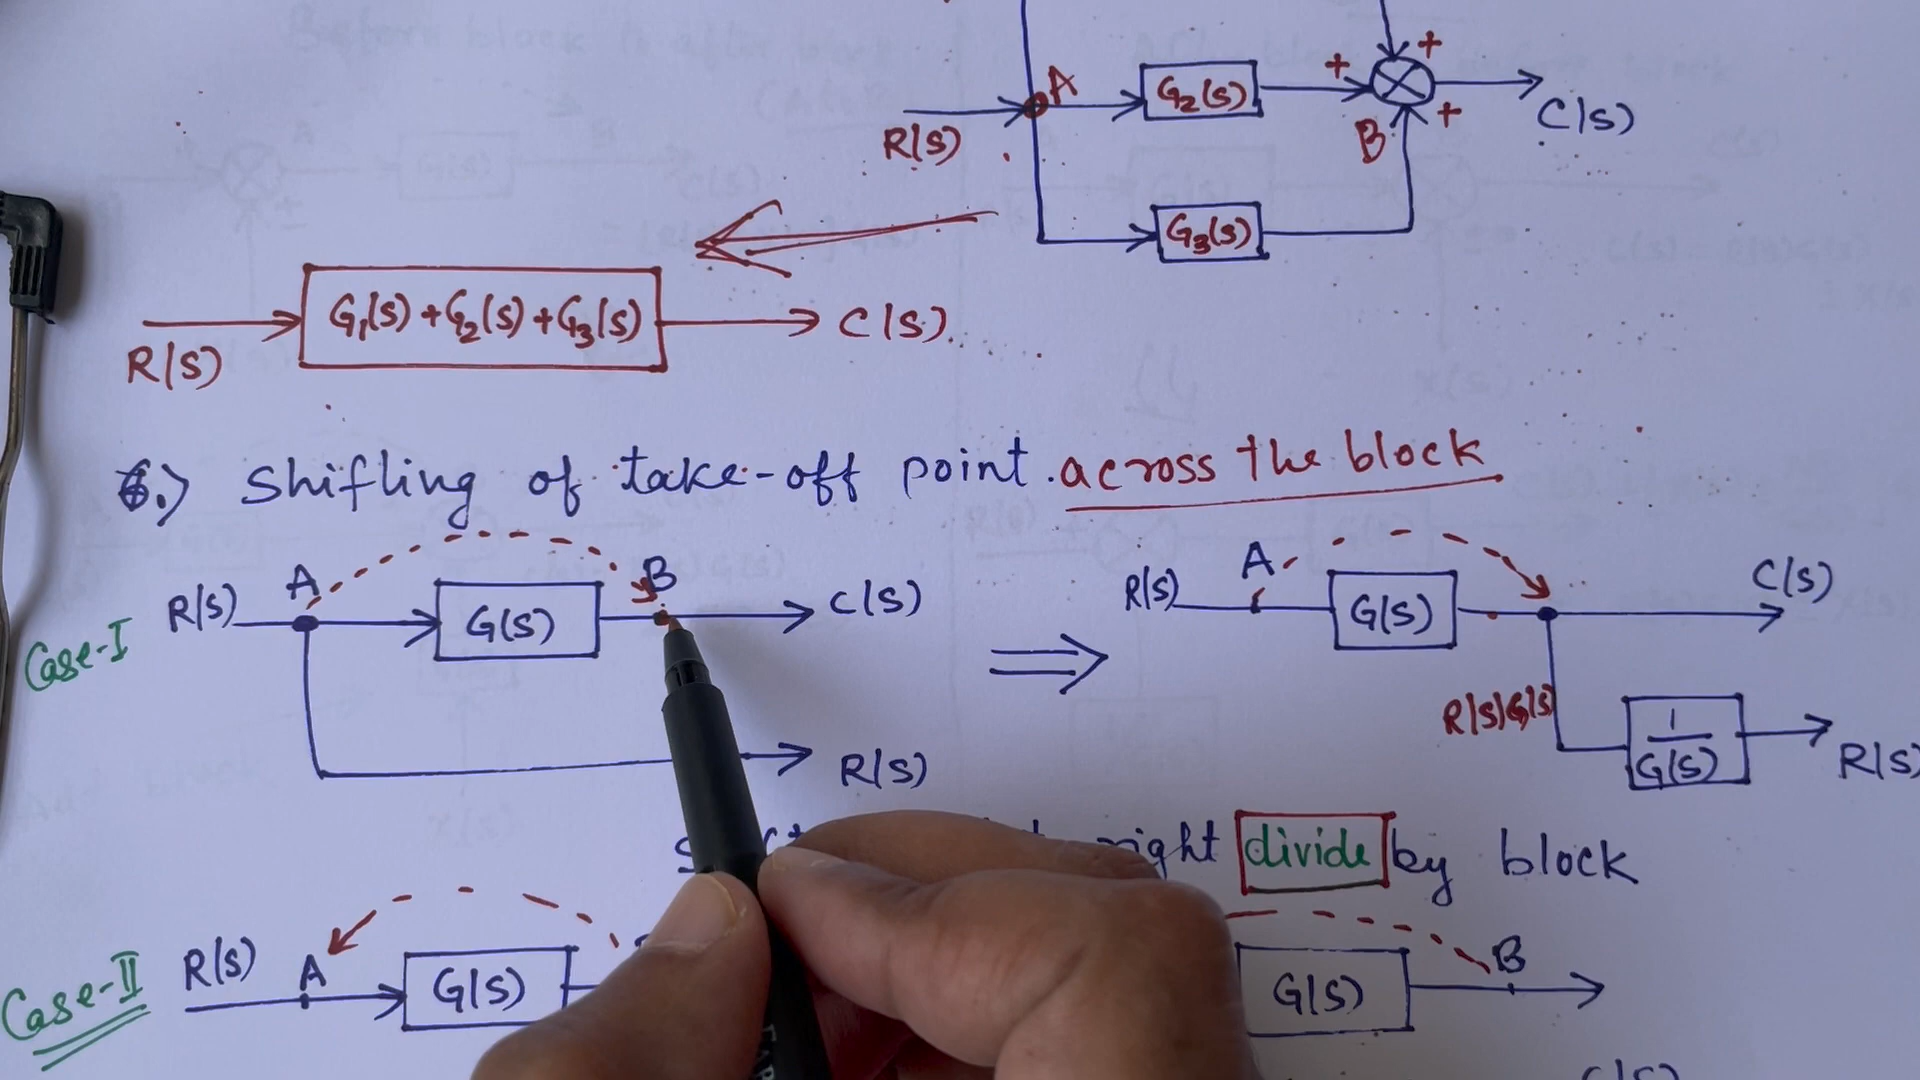 +
A
G₂(s)
+
R(s)
B
+
C(s)
G₃(s)
G₁(s)+G₂(s)+G₃(s)
R(s)
C(s)
6.) Shifling of take-off point across the block
A
B
R(s)
G(s)
C(s)
Case-I
R(s)
A
R(s)
G(s)
C(s)
R(s)G(s)
1
G(s)
R(s)
right divide by block
Case-II
R(s)
A
G(s)
G(s)
B